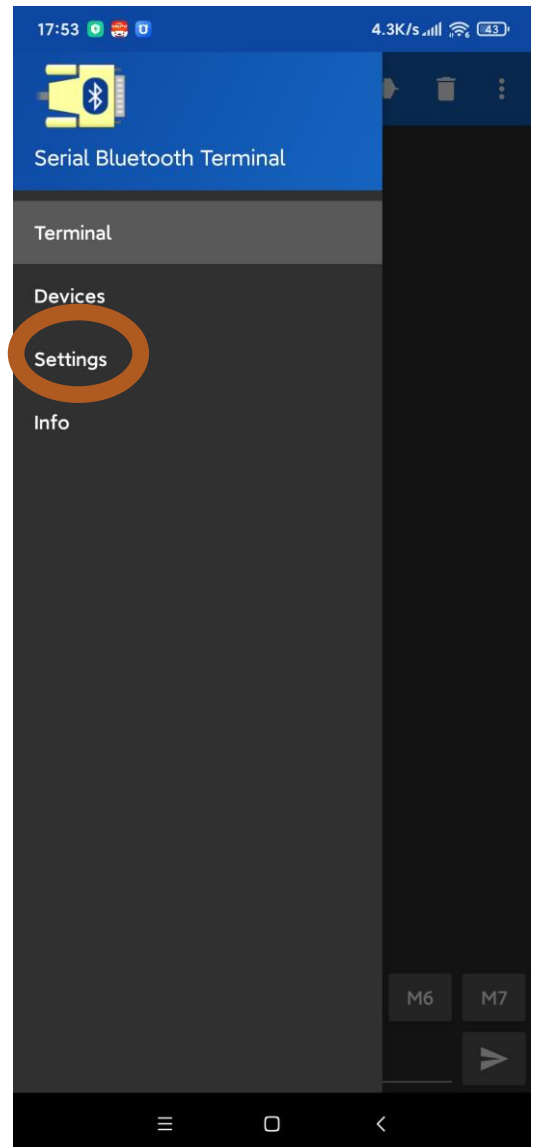 17:53
4.3K/s
43
Serial Bluetooth Terminal
Terminal
Devices
Settings
Info
M6
M7